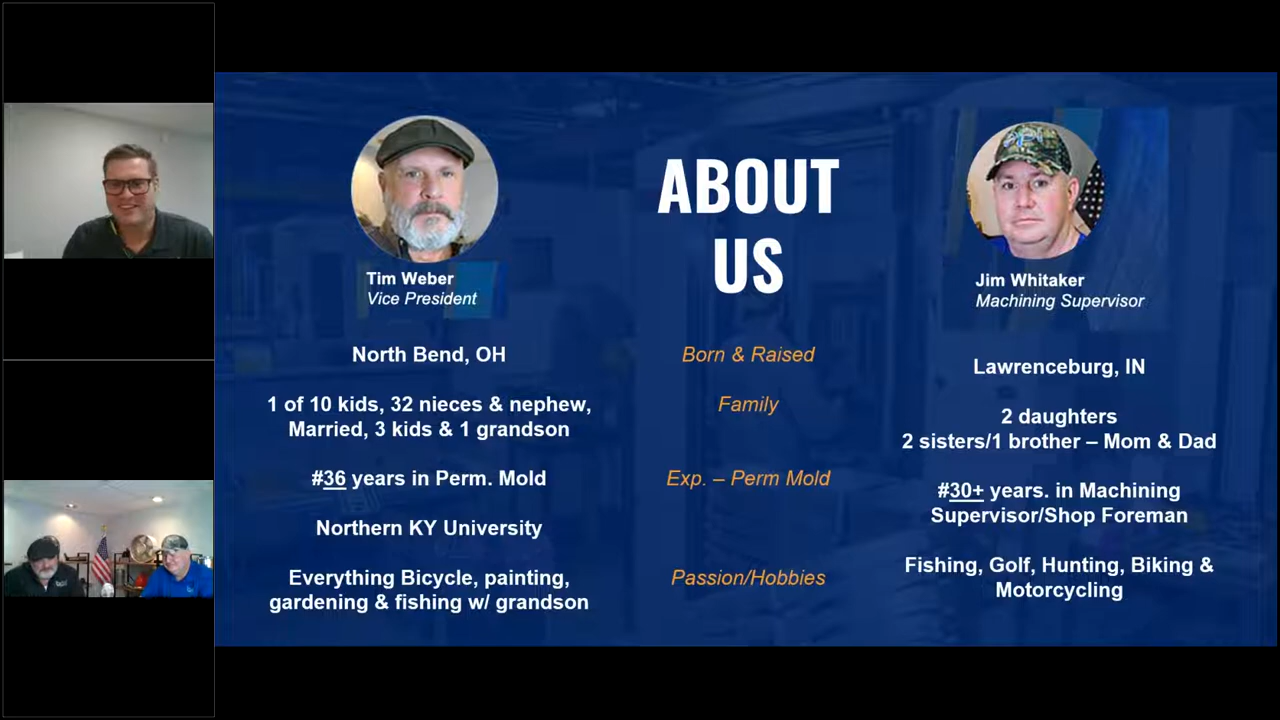 ABOUT
US
Tim Weber
Vice President
Jim Whitaker
Machining Supervisor
North Bend, OH
Born & Raised
Lawrenceburg, IN
1 of 10 kids, 32 nieces & nephew,
Married, 3 kids & 1 grandson
Family
2 daughters
2 sisters/1 brother – Mom & Dad
#36 years in Perm. Mold
Exp. – Perm Mold
#30+ years. in Machining
Supervisor/Shop Foreman
Northern KY University
Everything Bicycle, painting,
gardening & fishing w/ grandson
Passion/Hobbies
Fishing, Golf, Hunting, Biking &
Motorcycling